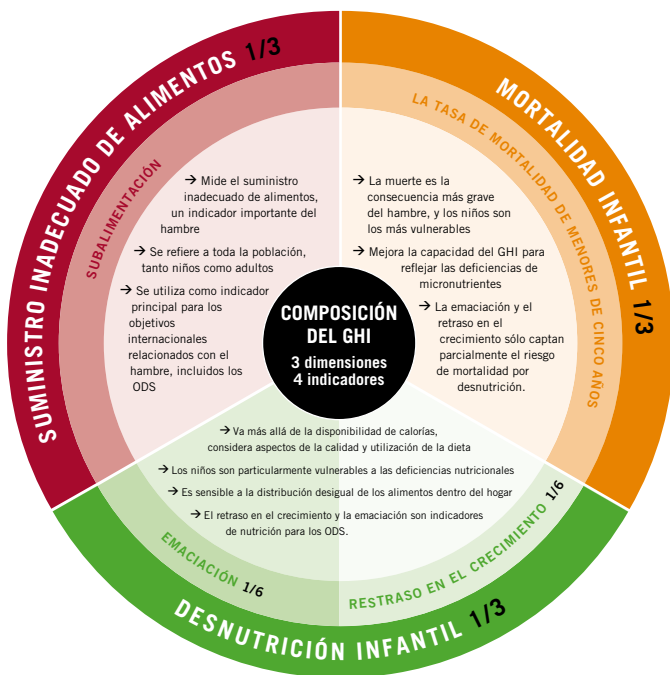 SUMINISTRO INADECUADO DE ALIMENTOS 1/3
SUBALIMENTACIÓN
→ Mide el suministro
inadecuado de alimentos,
un indicador importante del
hambre
→ Se refiere a toda la población,
tanto niños como adultos
→ Se utiliza como indicador
principal para los
objetivos
internacionales
relacionados con el
hambre, incluidos los
ODS
MORTALIDAD INFANTIL 1/3
LA TASA DE MORTALIDAD DE MENORES DE CINCO AÑOS
→ La muerte es la
consecuencia más grave
del hambre, y los niños son
los más vulnerables
→ Mejora la capacidad del GHI para
reflejar las deficiencias de
micronutrientes
→ La emaciación y el
retraso en el
crecimiento sólo captan
parcialmente el riesgo
de mortalidad por
desnutrición.
COMPOSICIÓN
DEL GHI
3 dimensiones
4 indicadores
→ Va más allá de la disponibilidad de calorías,
considera aspectos de la calidad y utilización de la dieta
→ Los niños son particularmente vulnerables a las deficiencias nutricionales
→ Es sensible a la distribución desigual de los alimentos dentro del hogar
→ El retraso en el crecimiento y la emaciación son indicadores
de nutrición para los ODS.
EMACIACIÓN 1/6
RESTRASO EN EL CRECIMIENTO 1/6
DESNUTRICIÓN INFANTIL 1/3